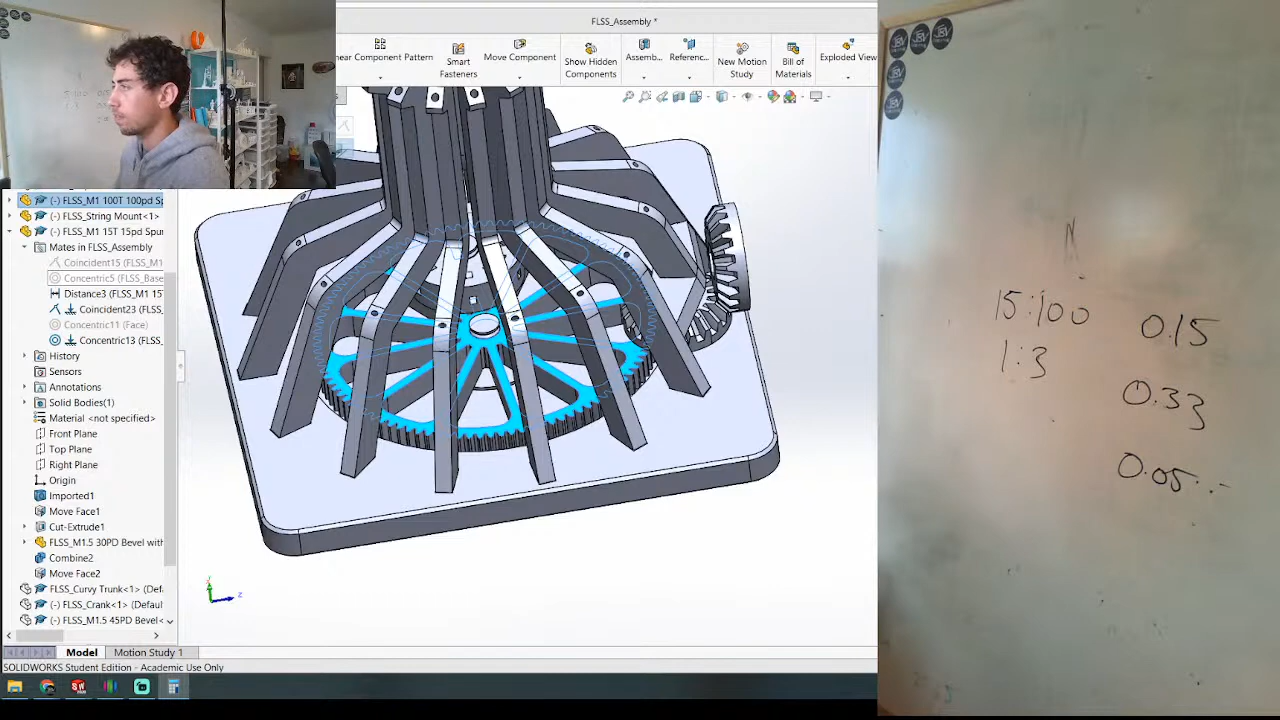 FLSS_Assembly *
near Component Pattern
Smart Fasteners
Move Component
Show Hidden Components
Assemb...
Referenc...
New Motion Study
Bill of Materials
Exploded View
(-) FLSS_M1 100T 100pd Sp
(-) FLSS_String Mount<1>
(-) FLSS_M1 15T 15pd Spur
Mates in FLSS_Assembly
Coincident15 (FLSS_M1
Concentric5 (FLSS_Base
Distance3 (FLSS_M1 15
Coincident23 (FLSS_
Concentric11 (Face)
Concentric13 (FLSS_
History
Sensors
Annotations
Solid Bodies(1)
Material <not specified>
Front Plane
Top Plane
Right Plane
Origin
Imported1
Move Face1
Cut-Extrude1
FLSS_M1.5 30PD Bevel with
Combine2
Move Face2
FLSS_Curvy Trunk<1> (Def
(-) FLSS_Crank<1> (Default
(-) FLSS_M1.5 45PD Bevel<
Model
Motion Study 1
SOLIDWORKS Student Edition - Academic Use Only
z
15:100 0.15
1:3 0.33
0.05...